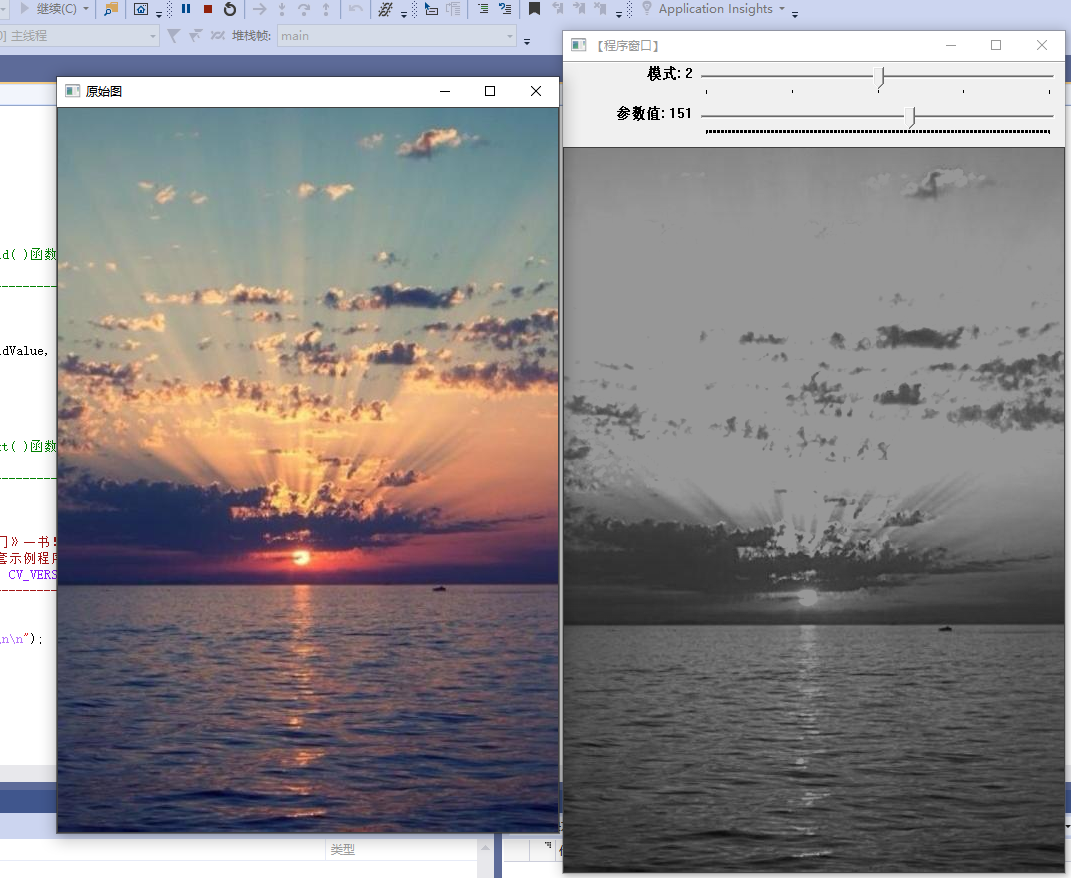 继续(C)
Application Insights
] 主线程
堆栈帧:
main
【程序窗口】
模式: 2
参数值: 151
原始图
ld( )函数
dValue,
t( )函数
》一书!
套示例程序
CV_VERS
\n\n");
类型